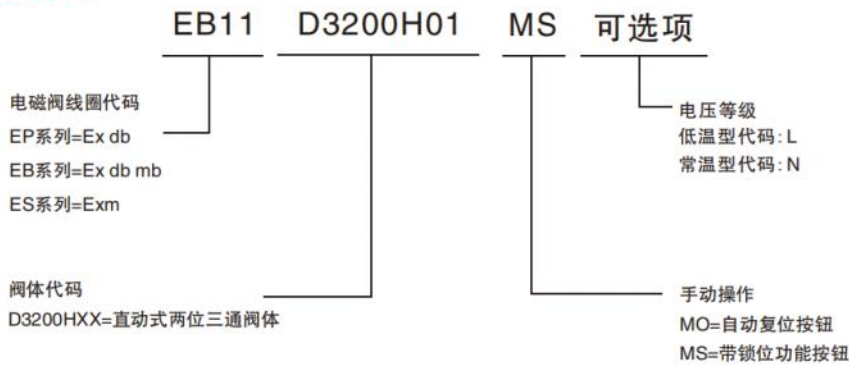 EB11 D3200H01 MS 可选项
电磁阀线圈代码
EP系列=Ex db
EB系列=Ex db mb
ES系列=Exm
电压等级
低温型代码: L
常温型代码: N
阀体代码
D3200HXX=直动式两位三通阀体
手动操作
MO=自动复位按钮
MS=带锁位功能按钮